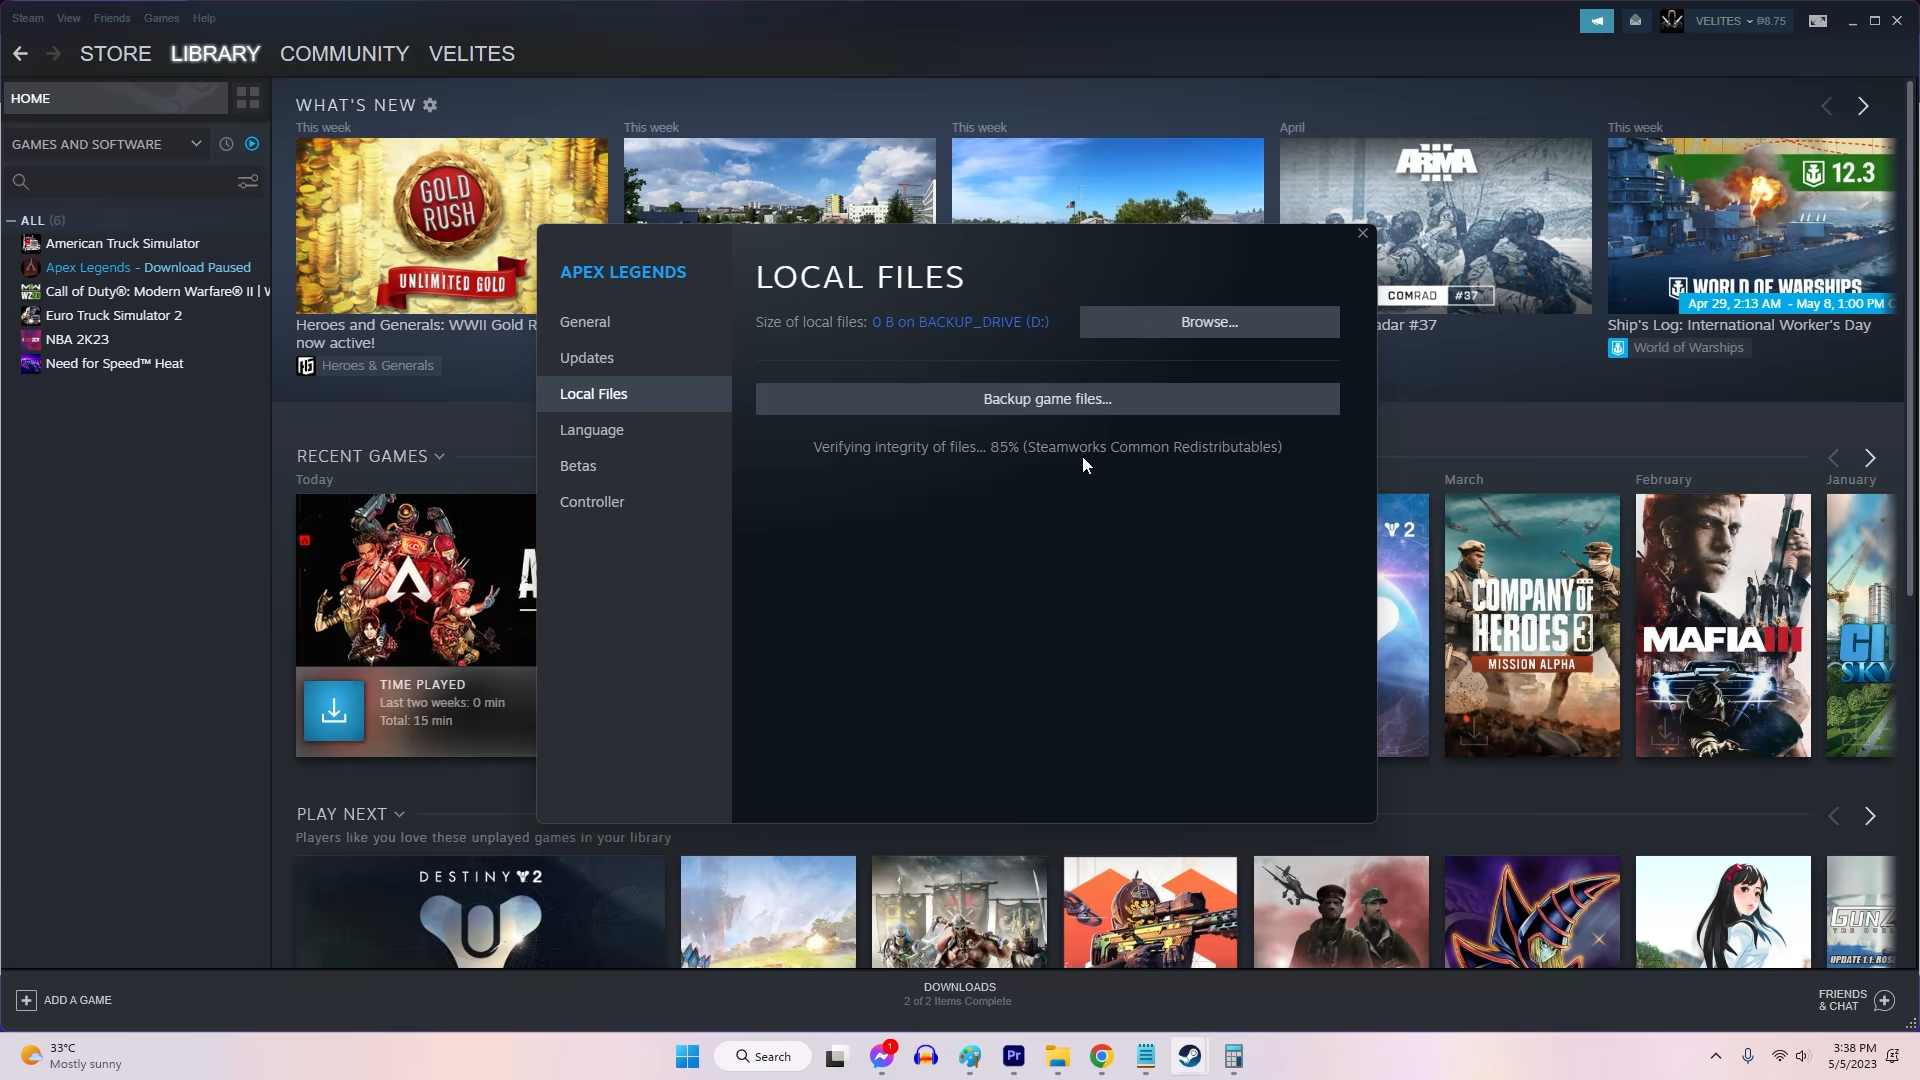 Steam View Friends Games Help
VELITES ₱8.75
STORE LIBRARY COMMUNITY VELITES
HOME
GAMES AND SOFTWARE
ALL (6)
American Truck Simulator
Apex Legends - Download Paused
Call of Duty®: Modern Warfare® II | W
Euro Truck Simulator 2
NBA 2K23
Need for Speed™ Heat
WHAT'S NEW
This week
This week
This week
April
This week
GOLD RUSH
UNLIMITED GOLD
Heroes and Generals: WWII Gold R
now active!
Heroes & Generals
ARMA III
COMRAD #37
adar #37
12.3
WORLD OF WARSHIPS
Apr 29, 2:13 AM - May 8, 1:00 PM C
Ship's Log: International Worker's Day
World of Warships
APEX LEGENDS
General
Updates
Local Files
Language
Betas
Controller
LOCAL FILES
Size of local files: 0 B on BACKUP_DRIVE (D:)
Browse...
Backup game files...
Verifying integrity of files... 85% (Steamworks Common Redistributables)
RECENT GAMES
Today
March
February
January
TIME PLAYED
Last two weeks: 0 min
Total: 15 min
2
COMPANY OF HEROES 3
MISSION ALPHA
MAFIA III
CI
SKY
PLAY NEXT
Players like you love these unplayed games in your library
DESTINY 2
GUN
UPDATE 1.1: ROS
ADD A GAME
DOWNLOADS
2 of 2 Items Complete
FRIENDS
& CHAT
33°C
Mostly sunny
Search
1
Pr
3:38 PM
5/5/2023